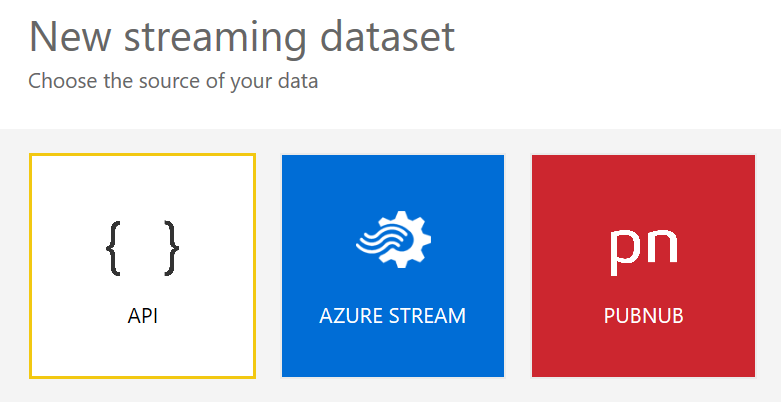 New streaming dataset
Choose the source of your data
{ }
API
AZURE STREAM
pn
PUBNUB